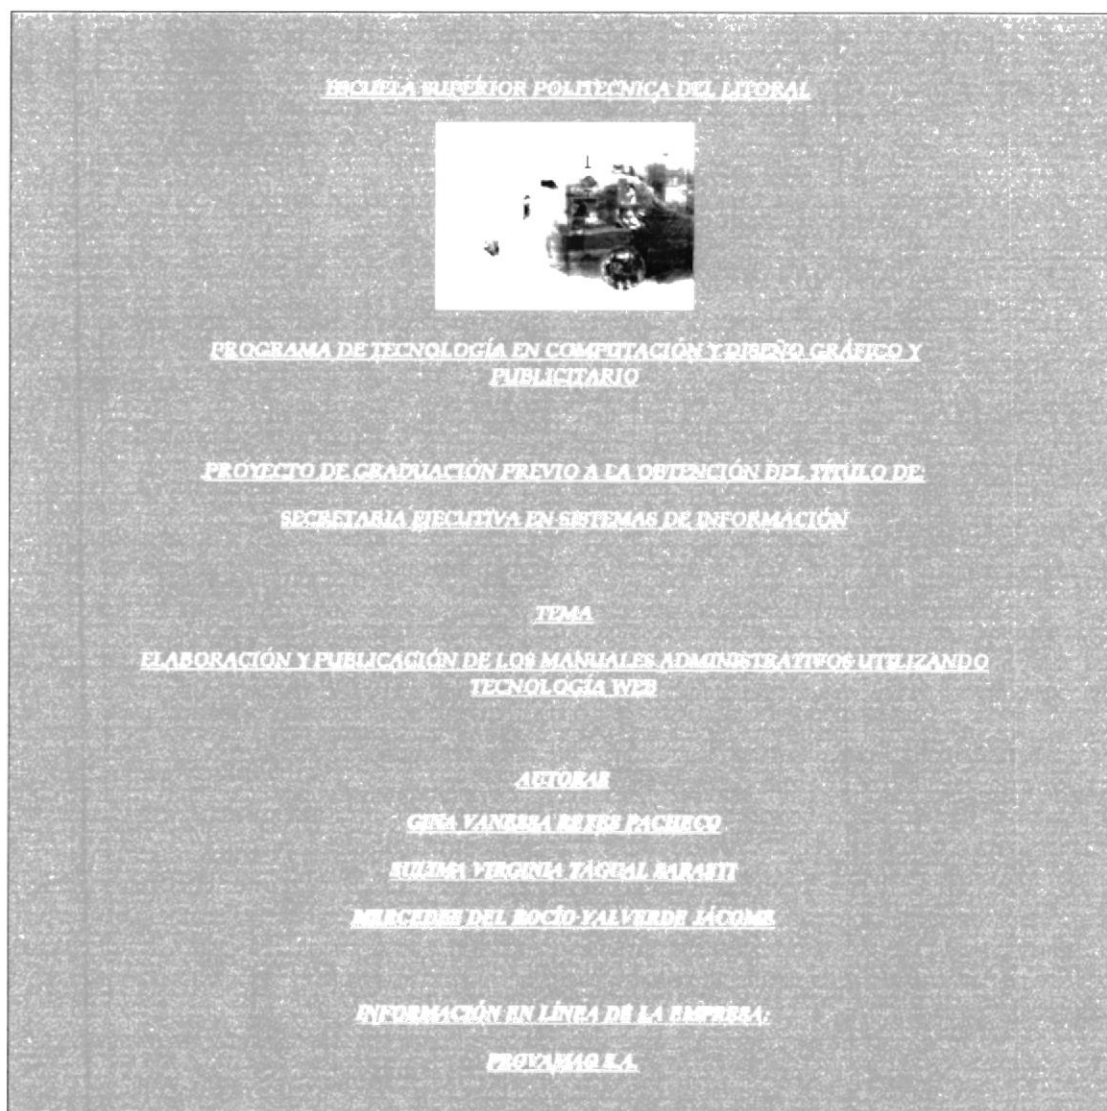 ESCUELA SUPERIOR POLITECNICA DEL LITORAL
PROGRAMA DE TECNOLOGÍA EN COMPUTACIÓN Y DISEÑO GRÁFICO Y
PUBLICITARIO
PROYECTO DE GRADUACIÓN PREVIO A LA OBTENCIÓN DEL TÍTULO DE:
SECRETARIA EJECUTIVA EN SISTEMAS DE INFORMACIÓN
TEMA
ELABORACIÓN Y PUBLICACIÓN DE LOS MANUALES ADMINISTRATIVOS UTILIZANDO
TECNOLOGÍA WEB
AUTORAS
GINA VANESSA REYES PACHECO
VIRGINIA TAGUAL
MERCEDES DEL ROCÍO VALVERDE JÁCOME
INFORMACIÓN EN LÍNEA DE LA EMPRESA:
S.A.